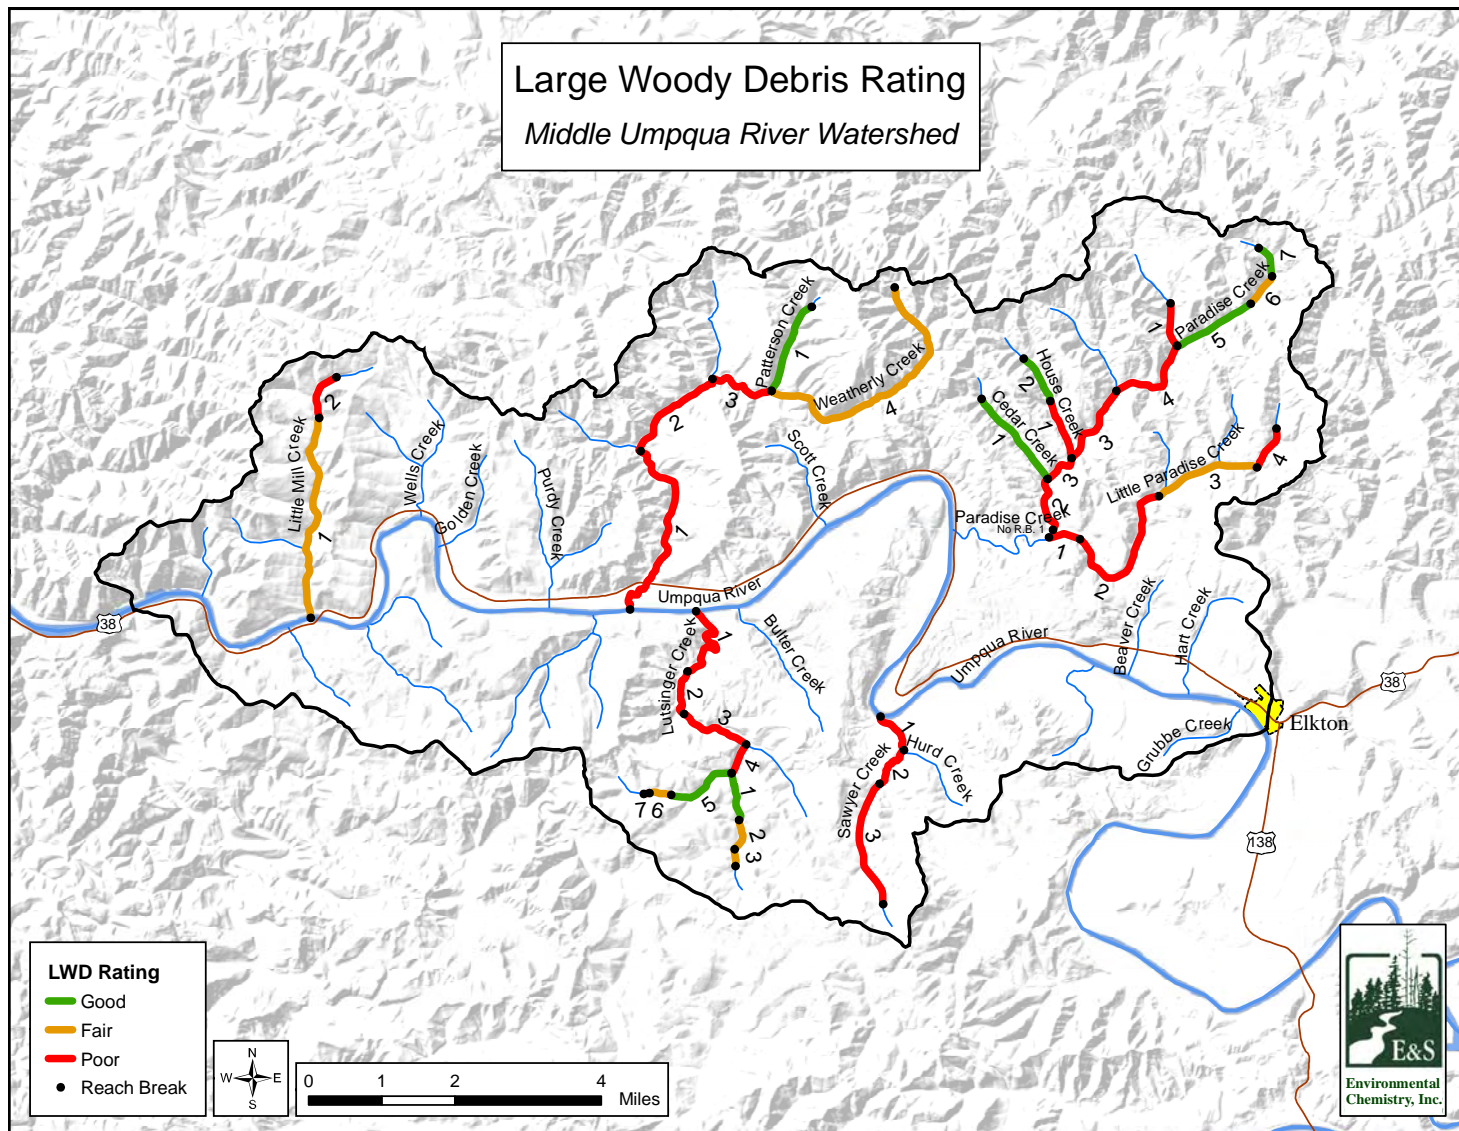 Large Woody Debris Rating
Middle Umpqua River Watershed
Patterson Creek
1
Weatherly Creek
4
3
2
1
Little Mill Creek
2
1
Wells Creek
Golden Creek
Purdy Creek
Scott Creek
House Creek
2
1
Cedar Creek
1
3
2
3
4
1
Paradise Creek
5
6
7
Little Paradise Creek
3
4
Paradise Creek
No R.B. 1
1
2
Umpqua River
Lutsinger Creek
1
2
3
4
5
7 6
1
2
3
Butler Creek
Umpqua River
Beaver Creek
Hart Creek
Grubbe Creek
Elkton
Sawyer Creek
1
2
3
Hurd Creek
38
38
138
LWD Rating
Good
Fair
Poor
Reach Break
N
W E
S
0 1 2 4
Miles
E&S
Environmental
Chemistry, Inc.